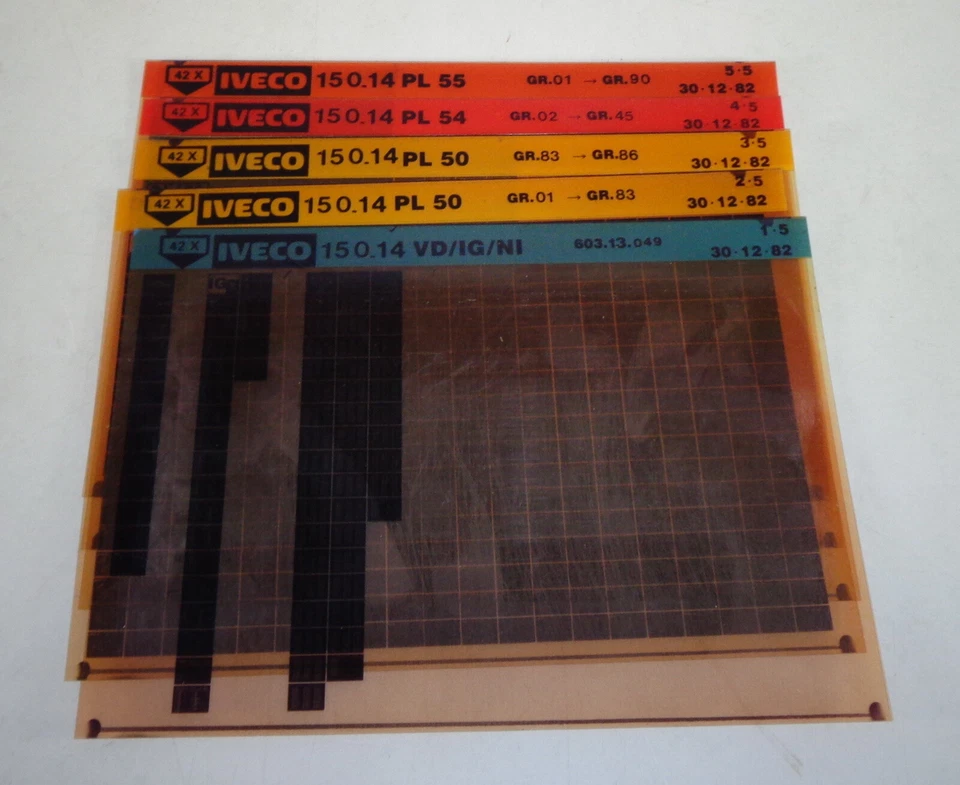 42 X IVECO 150.14 PL 55 GR.01 → GR.90 5·5
30·12·82
42 X IVECO 150.14 PL 54 GR.02 → GR.45 4·5
30·12·82
42 X IVECO 150.14 PL 50 GR.83 → GR.86 3·5
30·12·82
42 X IVECO 150.14 PL 50 GR.01 → GR.83 2·5
30·12·82
42 X IVECO 150.14 VD/IG/NI 603.13.049 1·5
30·12·82